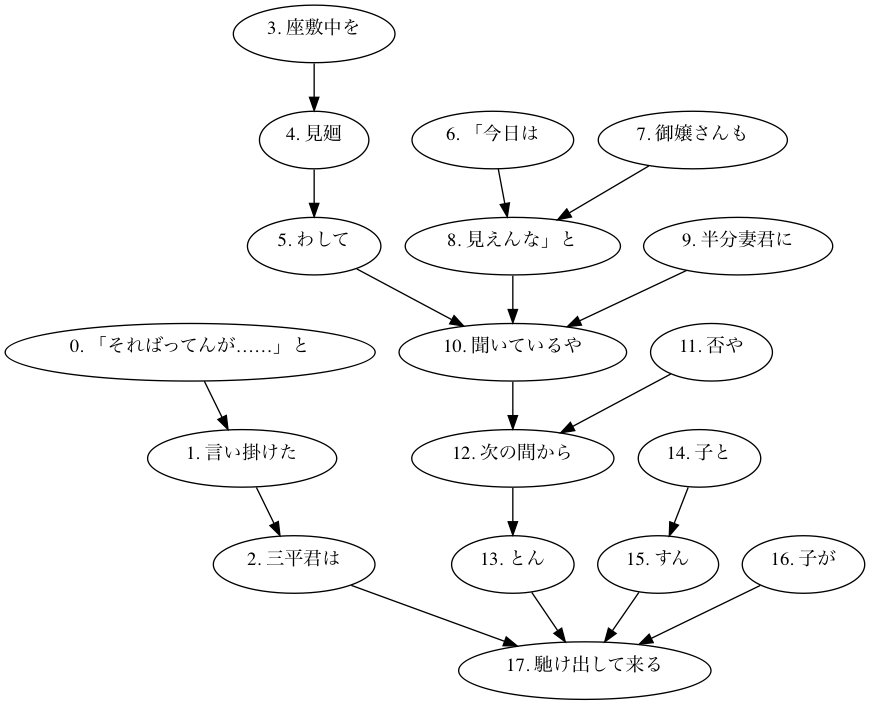 3. 座敷中を
4. 見廻
6. 「今日は
7. 御嬢さんも
5. わして
8. 見えんな」と
9. 半分妻君に
0. 「そればってんが……」と
10. 聞いているや
11. 否や
1. 言い掛けた
12. 次の間から
14. 子と
2. 三平君は
13. とん
15. すん
16. 子が
17. 馳け出して来る